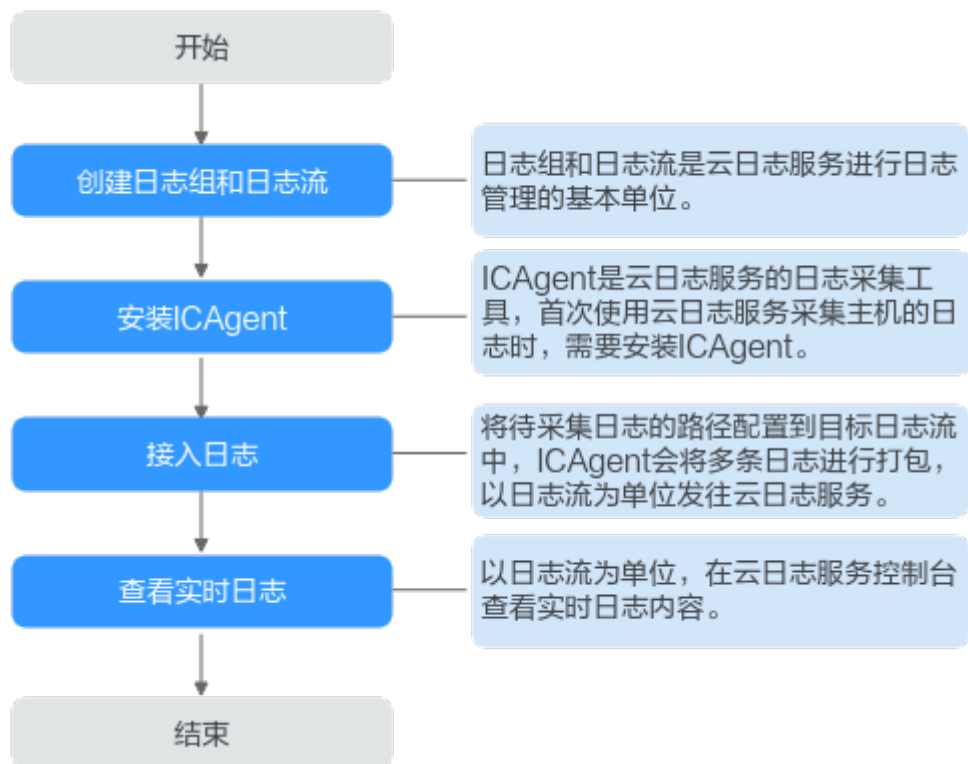 开始
创建日志组和日志流
日志组和日志流是云日志服务进行日志
管理的基本单位。
安装ICAgent
ICAgent是云日志服务的日志采集工
具，首次使用云日志服务采集主机的日
志时，需要安装ICAgent。
接入日志
将待采集日志的路径配置到目标日志流
中，ICAgent会将多条日志进行打包，
以日志流为单位发往云日志服务。
查看实时日志
以日志流为单位，在云日志服务控制台
查看实时日志内容。
结束